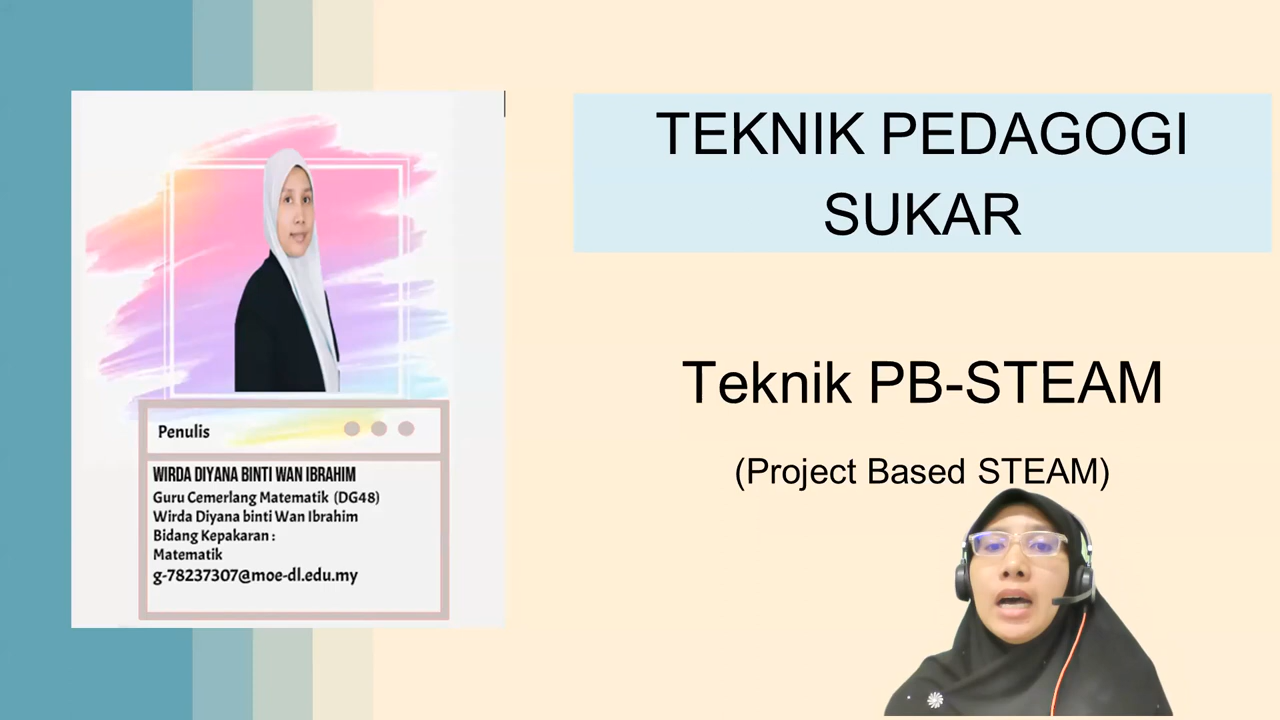 TEKNIK PEDAGOGI
SUKAR
Teknik PB-STEAM
(Project Based STEAM)
Penulis
WIRDA DIYANA BINTI WAN IBRAHIM
Guru Cemerlang Matematik (DG48)
Wirda Diyana binti Wan Ibrahim
Bidang Kepakaran :
Matematik
g-78237307@moe-dl.edu.my